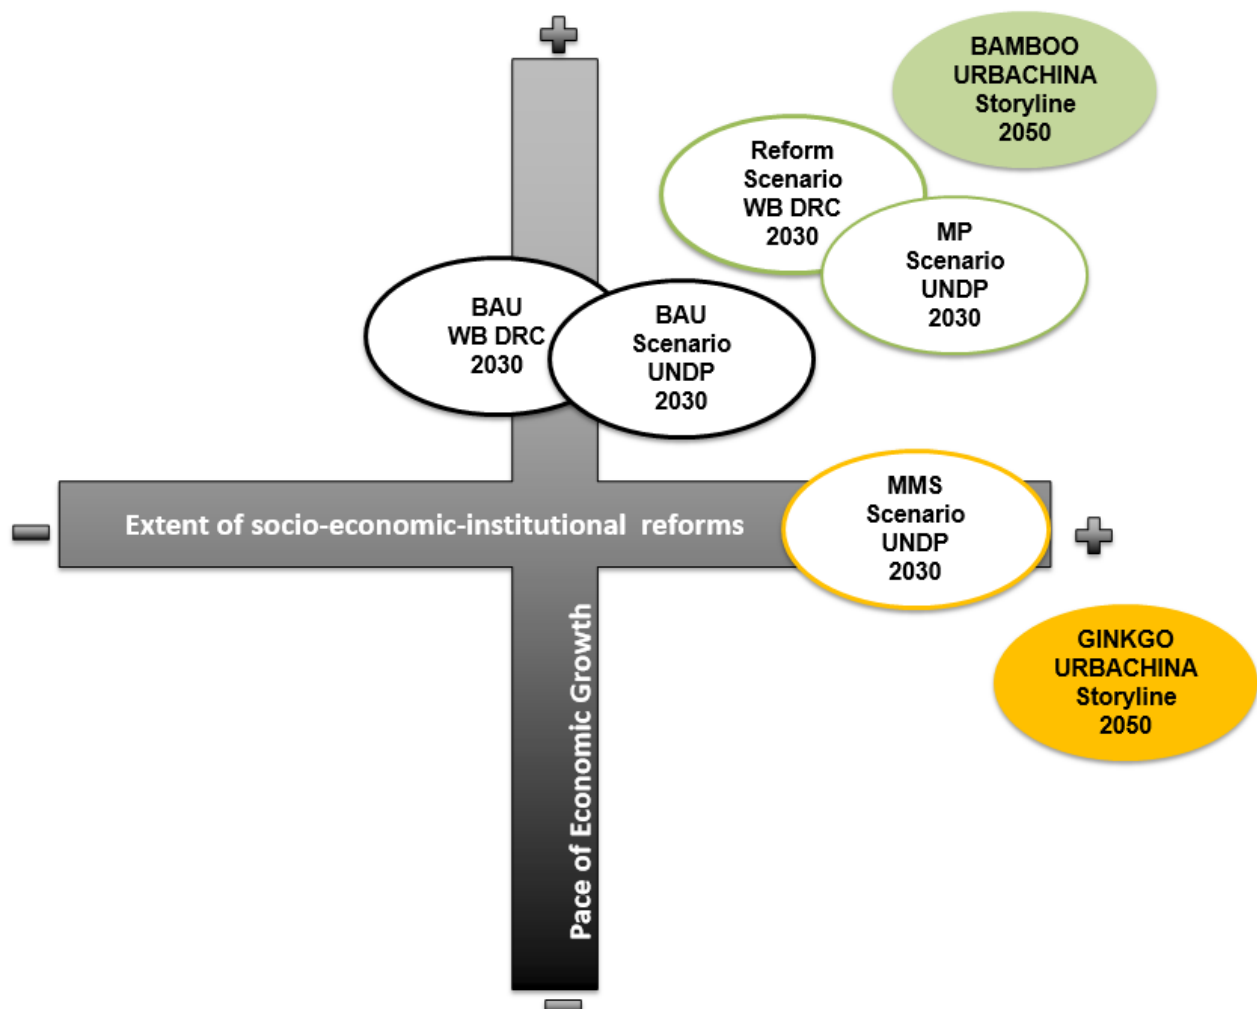 BAMBOO
URBACHINA
Storyline
2050
Reform
Scenario
WB DRC
2030
MP
Scenario
UNDP
2030
BAU
WB DRC
2030
BAU
Scenario
UNDP
2030
Extent of socio-economic-institutional reforms
MMS
Scenario
UNDP
2030
Pace of Economic Growth
GINKGO
URBACHINA
Storyline
2050